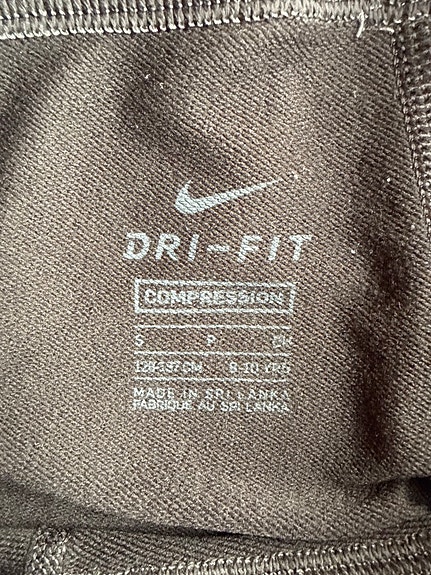 DRI-FIT
COMPRESSION
S P CH
128-137 CM 8-10 YRS
MADE IN SRI LANKA
FABRIQUE AU SRI LANKA